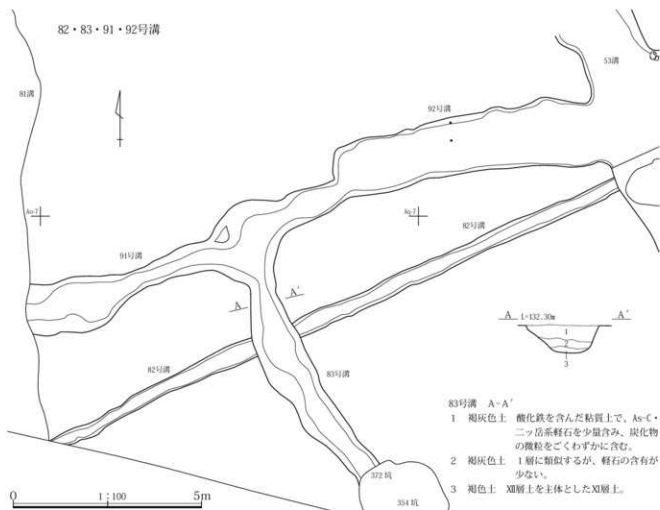 82・83・91・92号溝
53溝
81溝
92号溝
Aq-7
82号溝
91号溝
A
A′
A L=132.30m A′
1
2
3
82号溝
83号溝
83号溝 A-A′
1 褐灰色土 酸化鉄を含んだ粘質土で、As-C・
二ッ岳系軽石を少量含み、炭化物
の微粒をごくわずかに含む。
2 褐灰色土 1層に類似するが、軽石の含有が
少ない。
3 褐色土 Ⅻ層土を主体としたⅪ層土。
372坑
354坑
0 1:100 5m